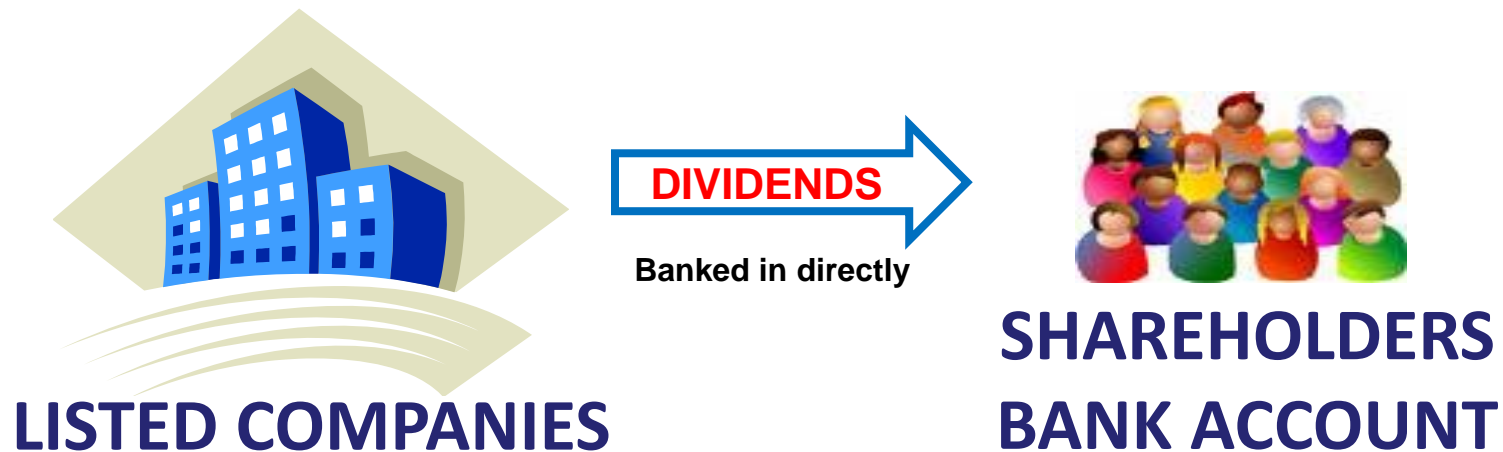 DIVIDENDS
Banked in directly
LISTED COMPANIES
SHAREHOLDERS
BANK ACCOUNT